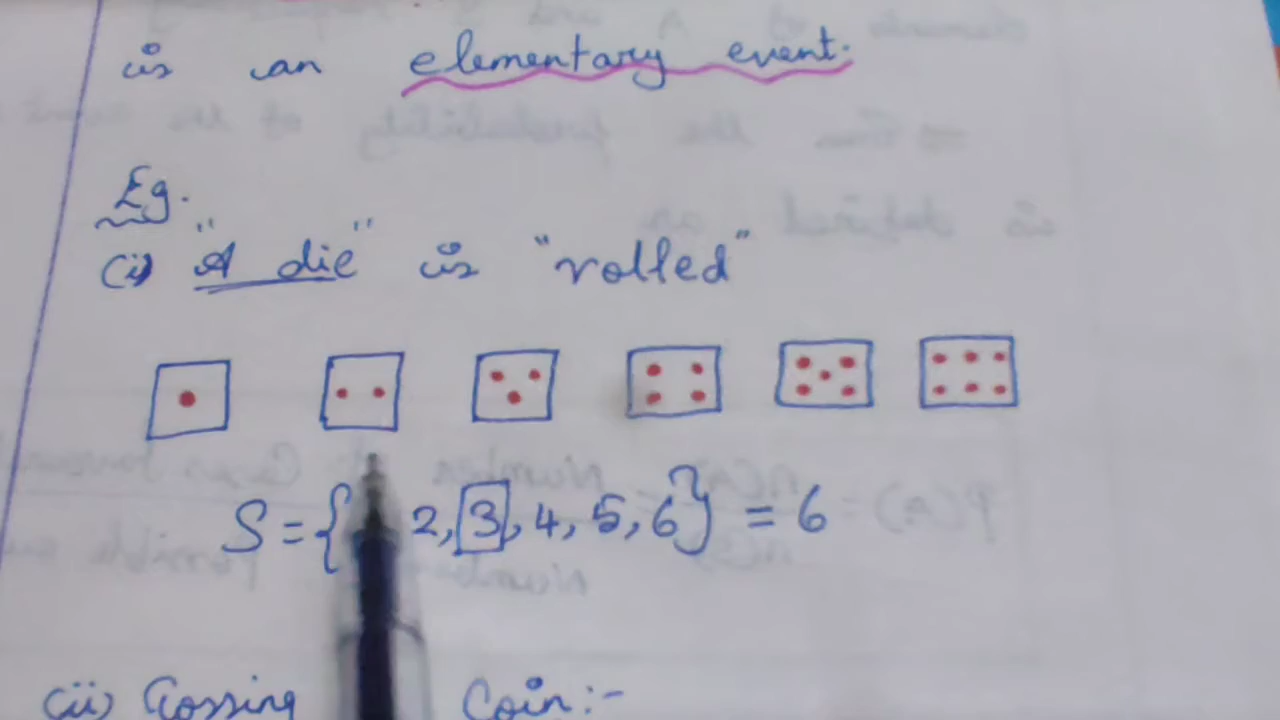 is an elementary event.
Eg.
(i) "A die" is "rolled"
S = { 2, 3, 4, 5, 6} = 6
(ii) Tossing Coin:-